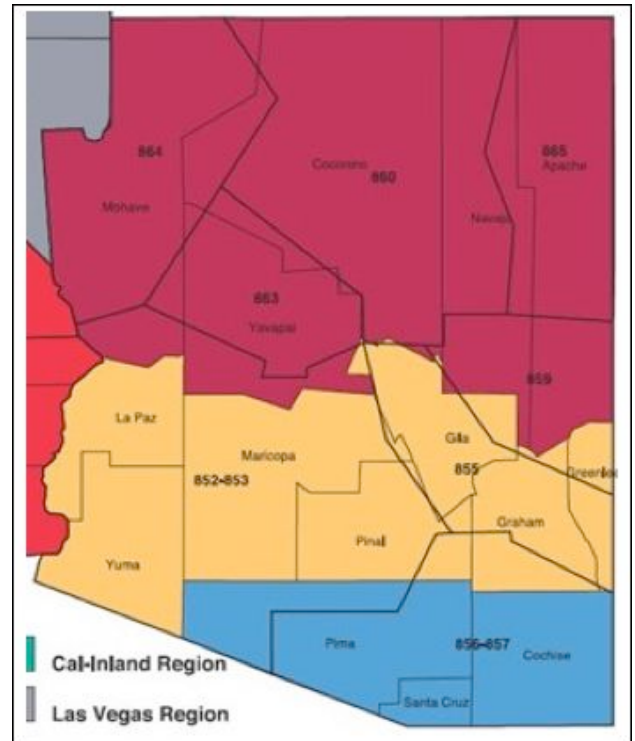 864
865
Coconino
Apache
860
Mohave
Navajo
663
Yavapai
859
La Paz
Gila
Maricopa
855
Greenlee
852-853
Graham
Pinal
Yuma
Pima
856-857
Cochise
Cal-Inland Region
Santa Cruz
Las Vegas Region